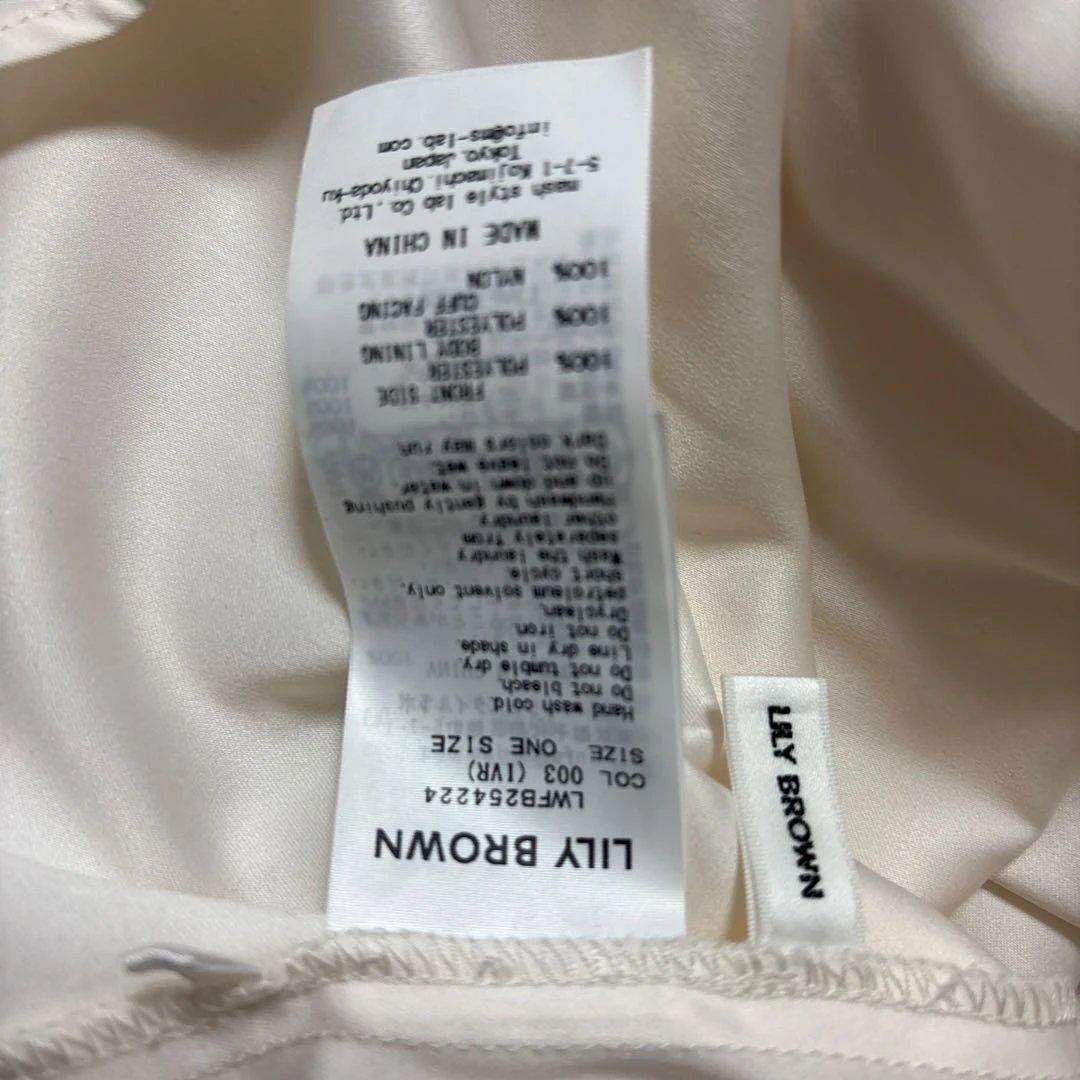 LILY BROWN
LWFB254224
COL 003 (IVR)
SIZE ONE SIZE
Hand wash cold.
Do not bleach.
Do not tumble dry.
Line dry in shade.
Do not iron.
Dryclean,
petroleum solvent only,
short cycle.
Wash the laundry
separately from
other laundry.
Handwash by gently pushing
up and down in water.
Do not leave wet.
Dark colors may run.
FRONT SIDE
100% POLYESTER
BODY LINING
100% POLYESTER
CUFF FACING
100% NYLON
MADE IN CHINA
mash style lab Co.,Ltd.
5-7-1 Kojimachi,Chiyoda-ku
Tokyo,Japan
info@ms-lab.com
LILY BROWN